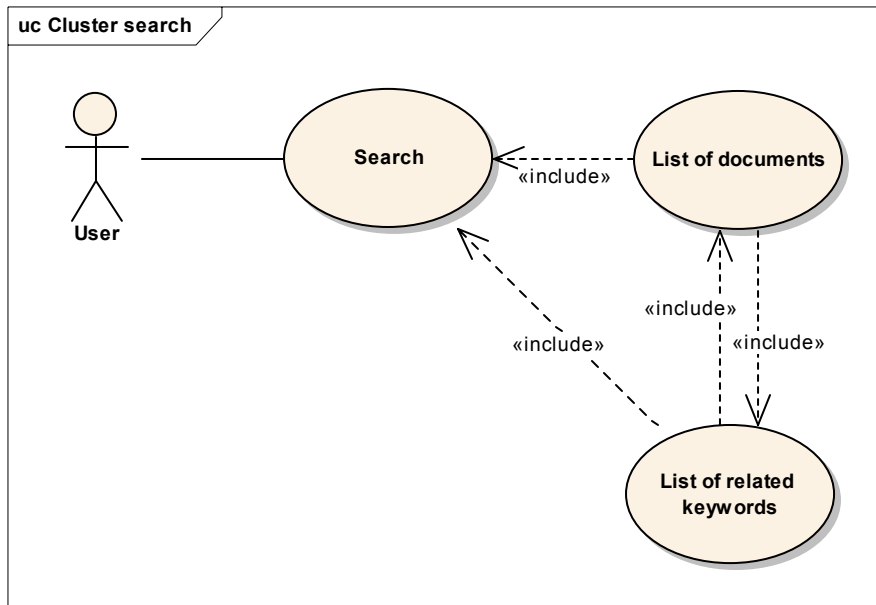 uc Cluster search
Search
List of documents
«include»
User
«include»
«include»
«include»
List of related
keywords